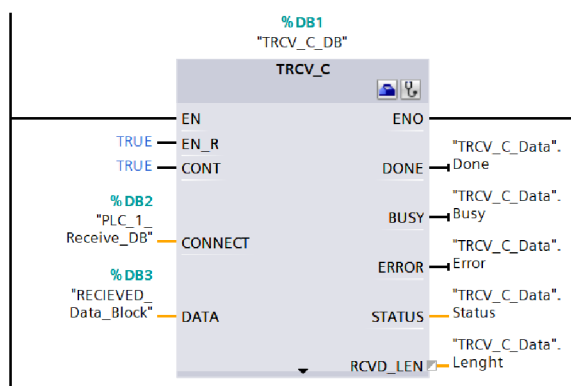 %DB1
"TRCV_C_DB"
TRCV_C
EN
ENO
TRUE
EN_R
TRUE
CONT
DONE
"TRCV_C_Data".
Done
%DB2
"PLC_1_
Receive_DB"
CONNECT
BUSY
"TRCV_C_Data".
Busy
ERROR
"TRCV_C_Data".
Error
%DB3
"RECIEVED_
Data_Block"
DATA
STATUS
"TRCV_C_Data".
Status
RCVD_LEN
"TRCV_C_Data".
Lenght